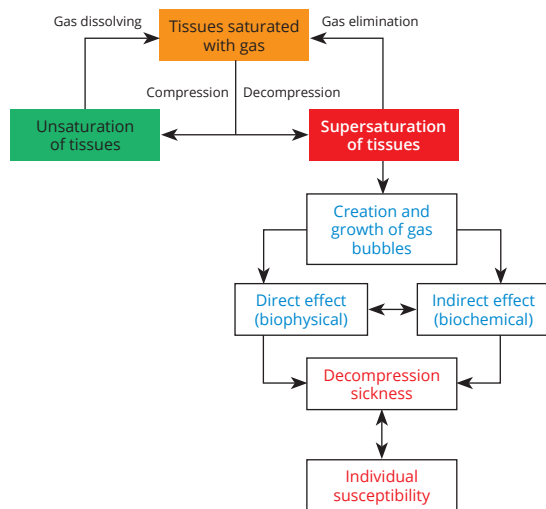 Gas dissolving
Tissues saturated
with gas
Gas elimination
Compression
Decompression
Unsaturation
of tissues
Supersaturation
of tissues
Creation and
growth of gas
bubbles
Direct effect
(biophysical)
Indirect effect
(biochemical)
Decompression
sickness
Individual
susceptibility